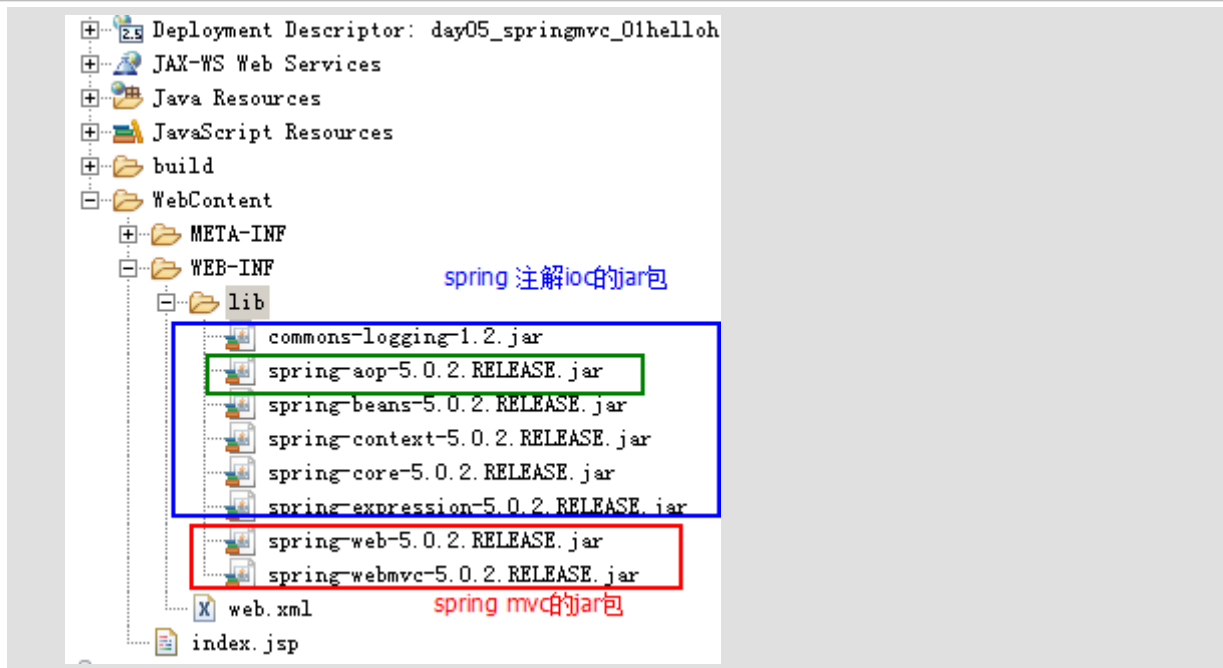 2.5 Deployment Descriptor: day05_springmvc_01helloh
JAX-WS Web Services
Java Resources
JavaScript Resources
build
WebContent
META-INF
WEB-INF
spring 注解ioc的jar包
lib
commons-logging-1.2.jar
spring-aop-5.0.2.RELEASE.jar
spring-beans-5.0.2.RELEASE.jar
spring-context-5.0.2.RELEASE.jar
spring-core-5.0.2.RELEASE.jar
spring-expression-5.0.2.RELEASE.jar
spring-web-5.0.2.RELEASE.jar
spring-webmvc-5.0.2.RELEASE.jar
X web.xml
spring mvc的jar包
index.jsp